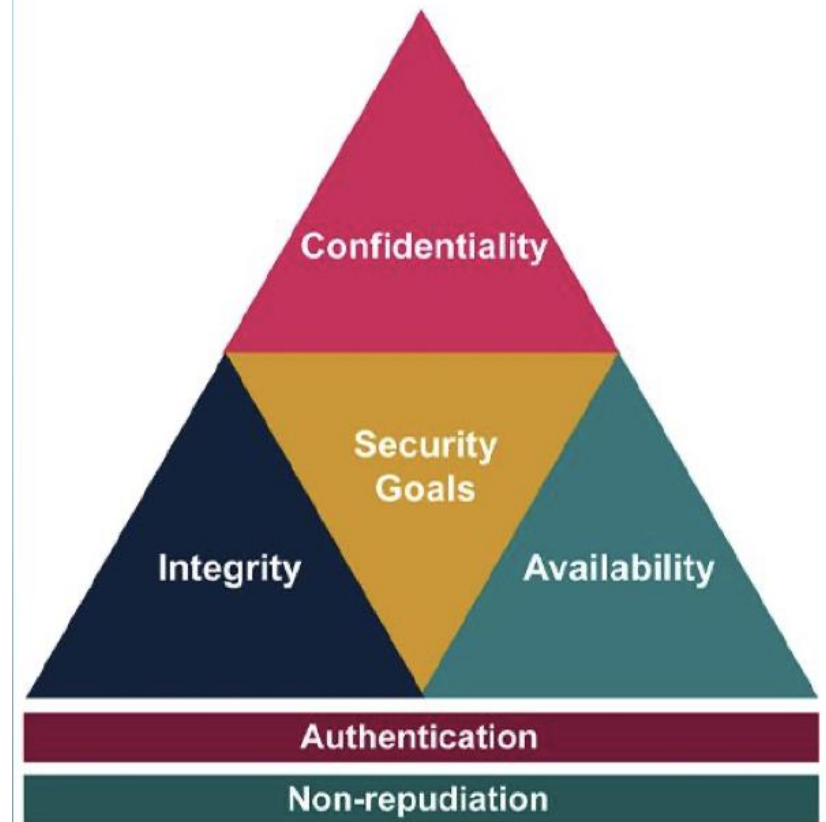 Confidentiality
Security
Goals
Integrity
Availability
Authentication
Non-repudiation